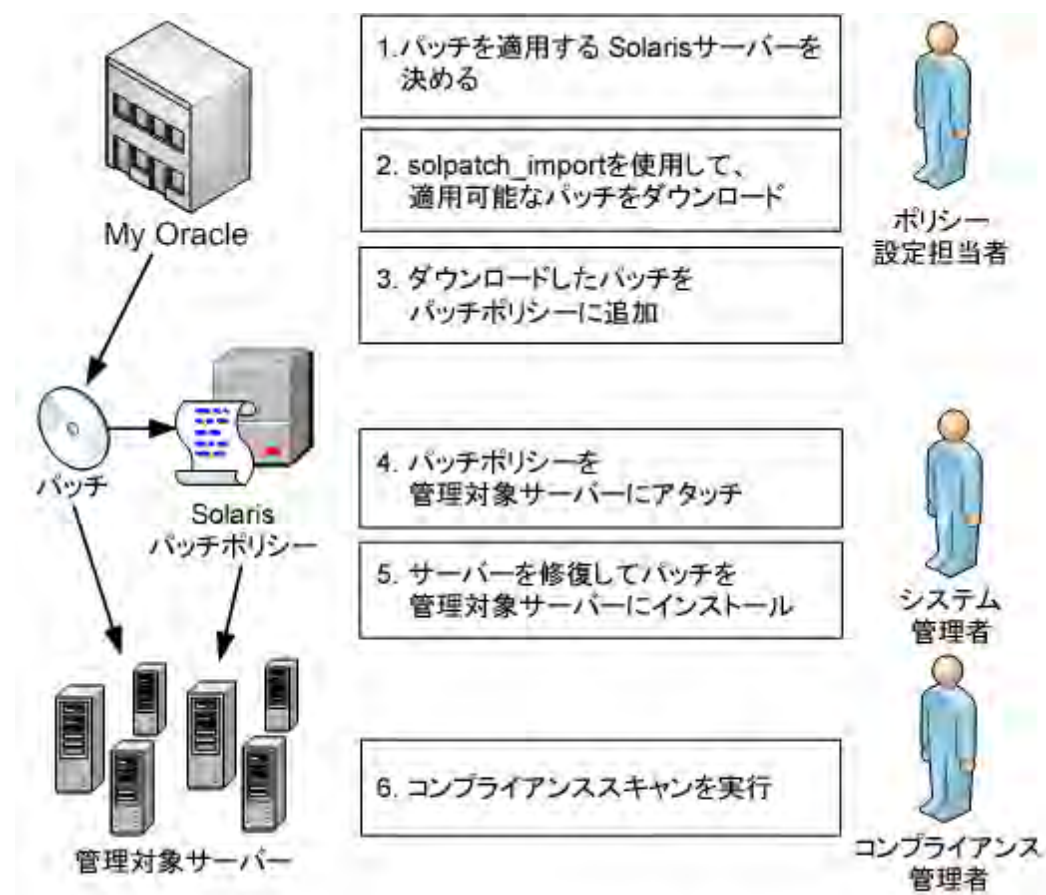 1.パッチを適用する Solarisサーバーを
決める
2. solpatch_importを使用して、
適用可能なパッチをダウンロード
3. ダウンロードしたパッチを
パッチポリシーに追加
ポリシー
設定担当者
My Oracle
パッチ
Solaris
パッチポリシー
4. パッチポリシーを
管理対象サーバーにアタッチ
5. サーバーを修復してパッチを
管理対象サーバーにインストール
システム
管理者
6. コンプライアンススキャンを実行
管理対象サーバー
コンプライアンス
管理者